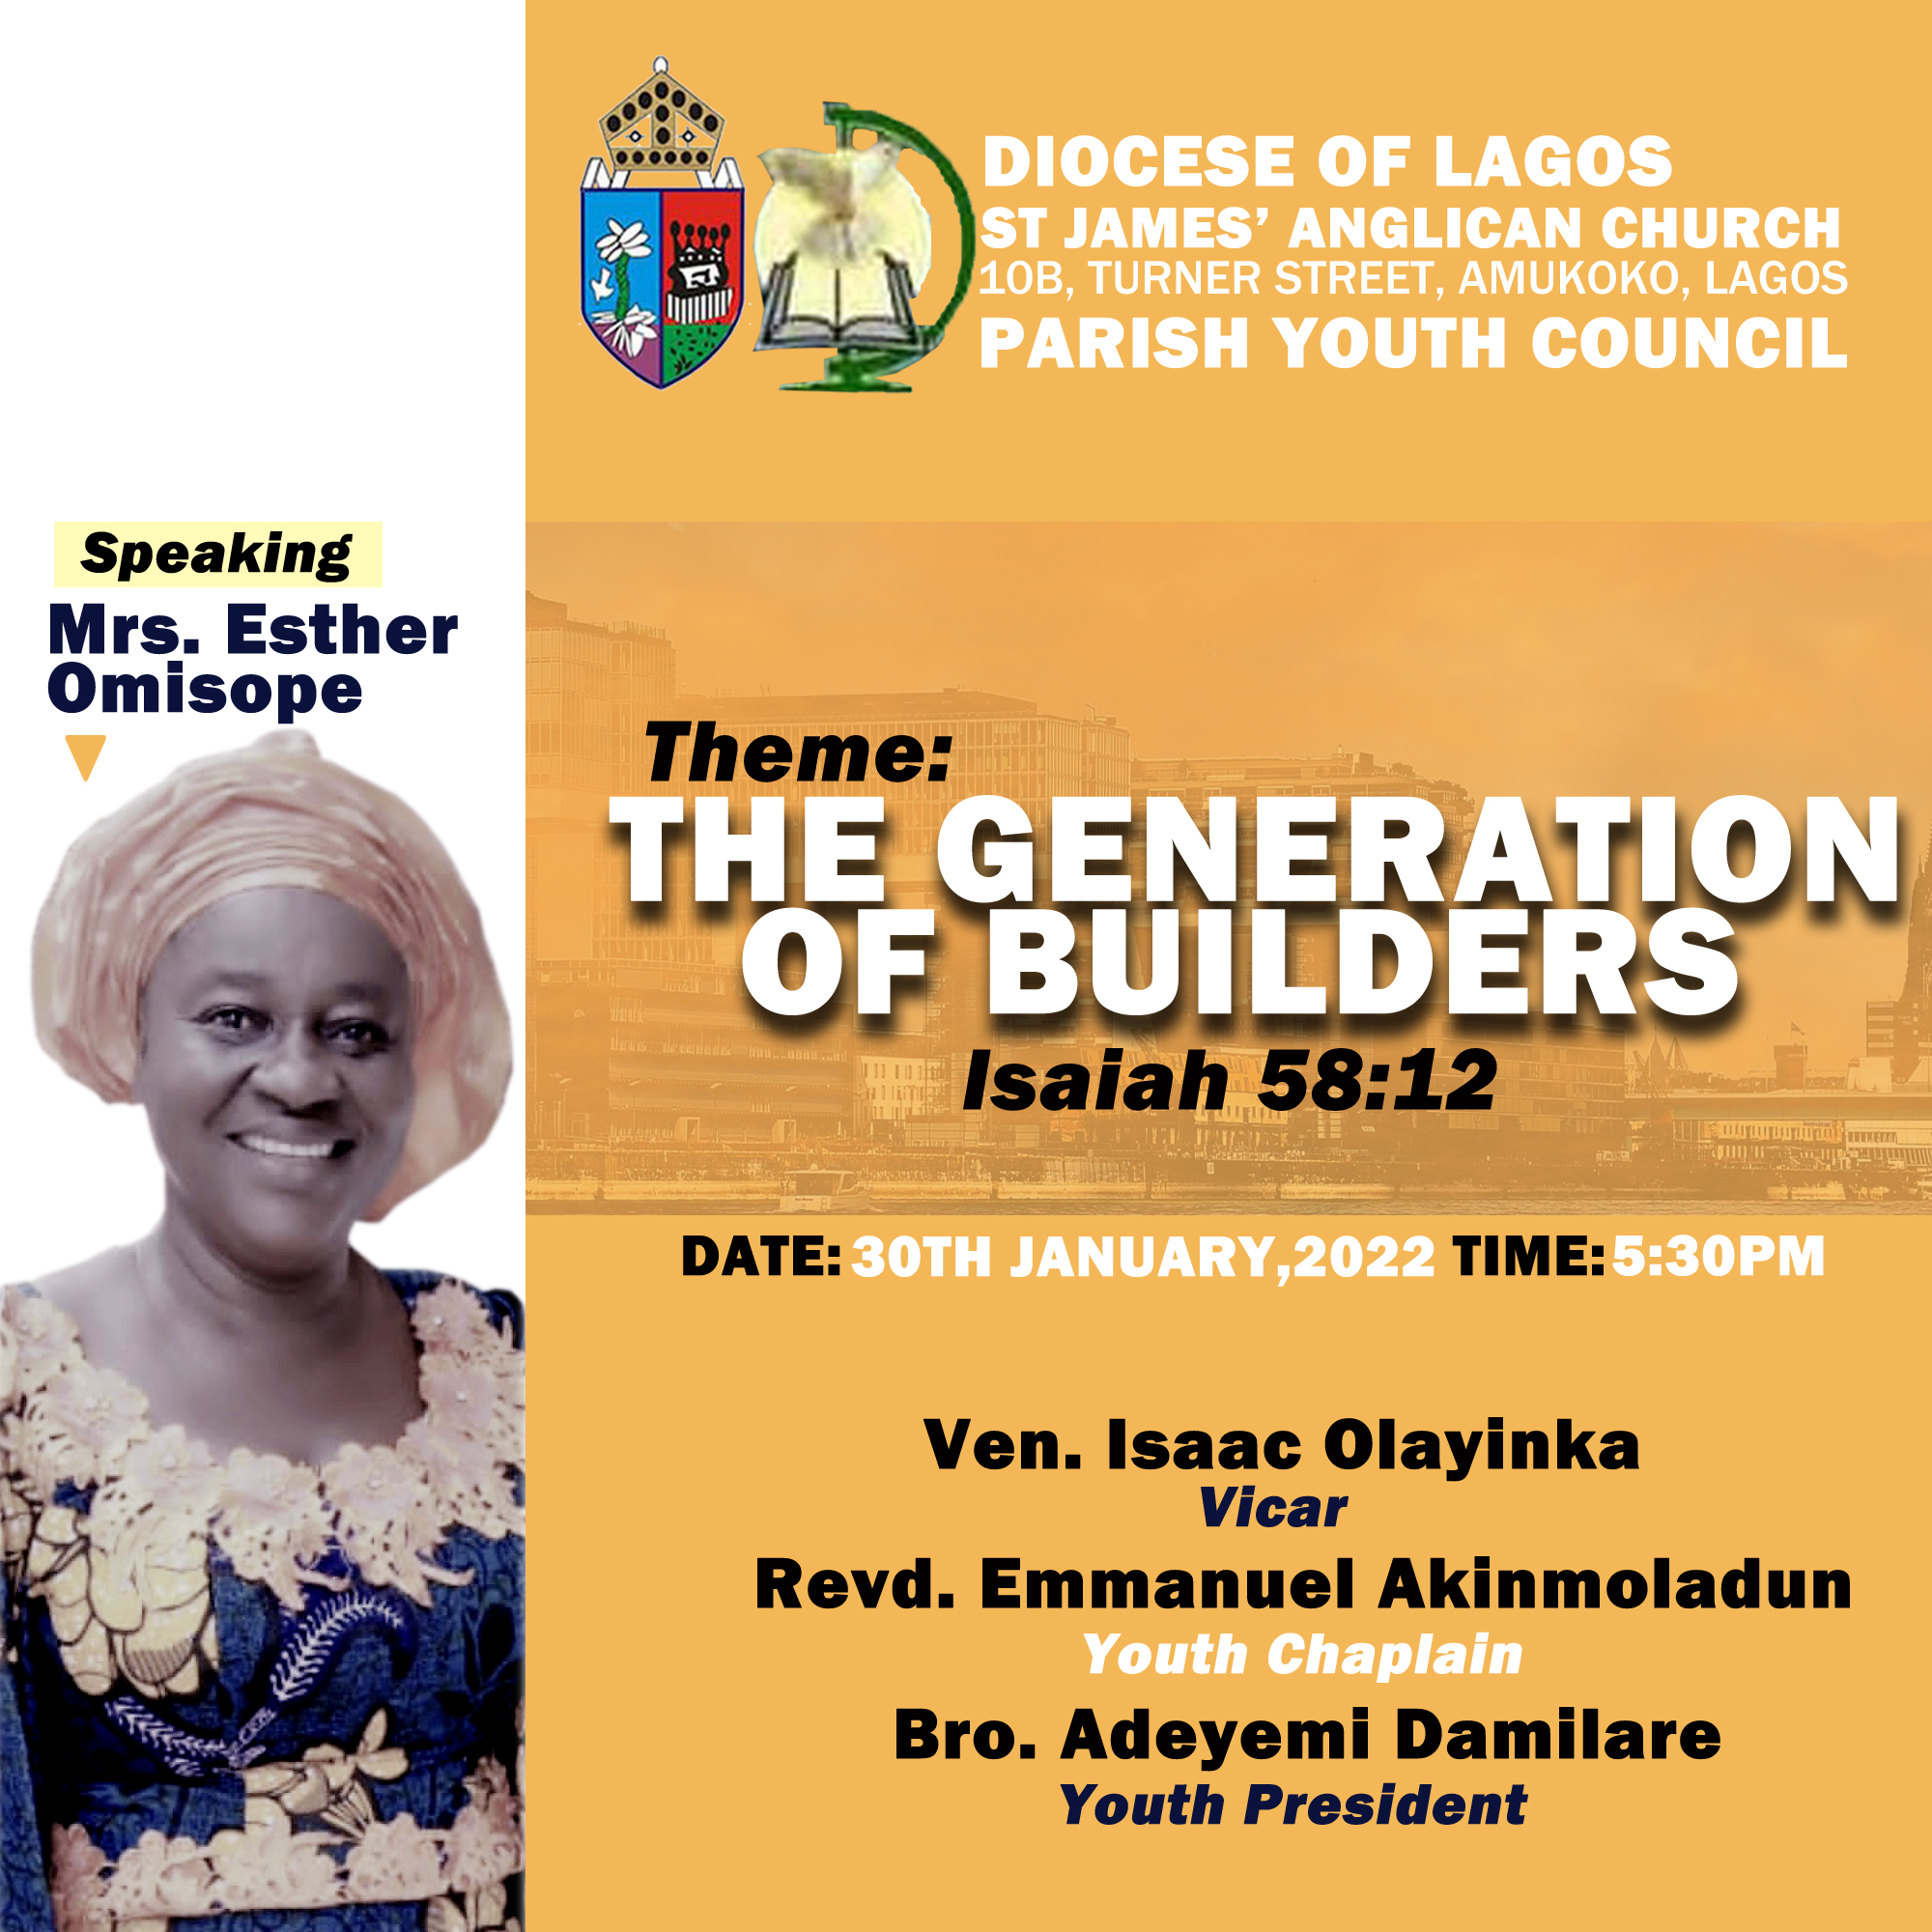 DIOCESE OF LAGOS
ST JAMES' ANGLICAN CHURCH
10B, TURNER STREET, AMUKOKO, LAGOS
PARISH YOUTH COUNCIL
Speaking
Mrs. Esther
Omisope
Theme:
THE GENERATION
OF BUILDERS
Isaiah 58:12
DATE: 30TH JANUARY,2022 TIME: 5:30PM
Ven. Isaac Olayinka
Vicar
Revd. Emmanuel Akinmoladun
Youth Chaplain
Bro. Adeyemi Damilare
Youth President